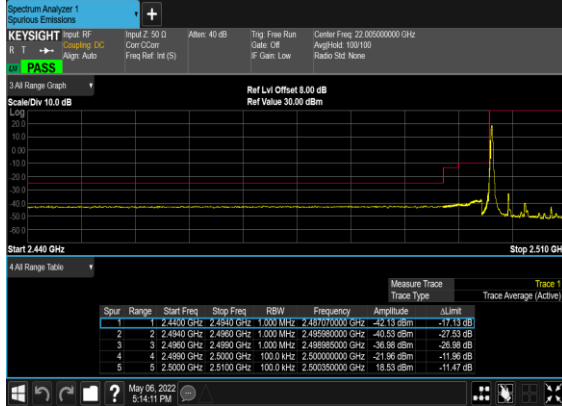 Spectrum Analyzer 1
Spurious Emissions
+
KEYSIGHT Input: RF Input Z: 50 Ω Atten: 40 dB Trig: Free Run Center Freq: 22.005000000 GHz
R T Coupling: DC Corr CCorr Gate: Off Avg|Hold: 100/100
Align: Auto Freq Ref: Int (S) IF Gain: Low Radio Std: None
PASS
3 All Range Graph
Ref Lvl Offset 8.00 dB
Scale/Div 10.0 dB Ref Value 30.00 dBm
Log
20.0
10.0
0.00
-10.0
-20.0
-30.0
-40.0
-50.0
-60.0
Start 2.440 GHz Stop 2.510 GH
4 All Range Table
Measure Trace Trace 1
Trace Type Trace Average (Active)
Spur Range Start Freq Stop Freq RBW Frequency Amplitude ΔLimit
1 1 2.4400 GHz 2.4940 GHz 1.000 MHz 2.487070000 GHz -42.13 dBm -17.13 dB
2 2 2.4940 GHz 2.4960 GHz 1.000 MHz 2.495980000 GHz -40.53 dBm -27.53 dB
3 3 2.4960 GHz 2.4990 GHz 1.000 MHz 2.498985000 GHz -36.98 dBm -26.98 dB
4 4 2.4990 GHz 2.5000 GHz 100.0 kHz 2.500000000 GHz -21.96 dBm -11.96 dB
5 5 2.5000 GHz 2.5100 GHz 100.0 kHz 2.500350000 GHz 18.53 dBm -11.47 dB
? May 06, 2022
5:14:11 PM